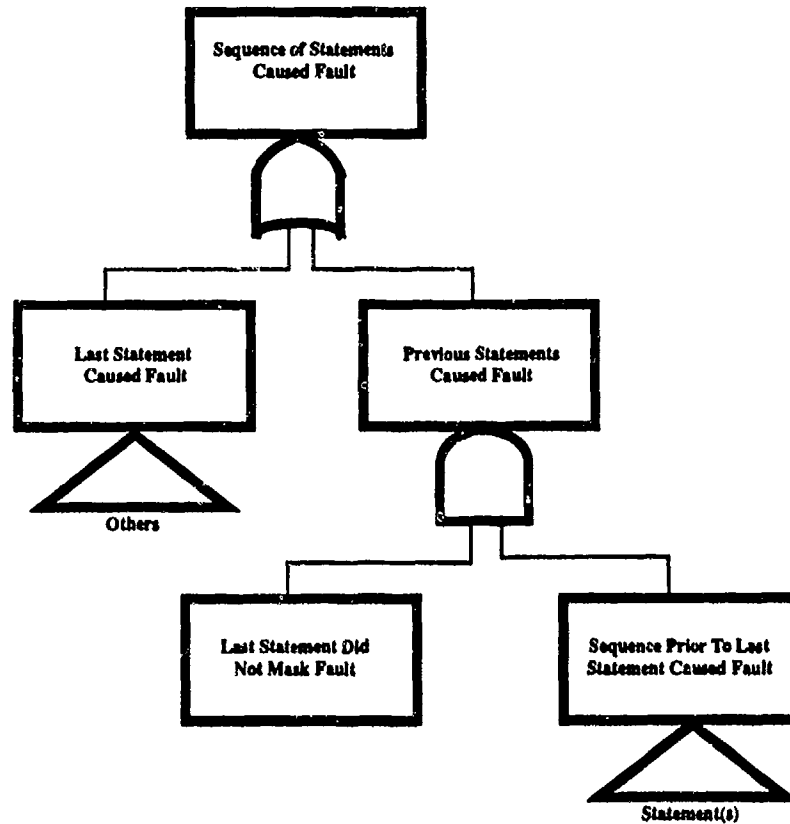 Sequence of Statements
Caused Fault
Last Statement
Caused Fault
Previous Statements
Caused Fault
Others
Last Statement Did
Not Mask Fault
Sequence Prior To Last
Statement Caused Fault
Statement(s)